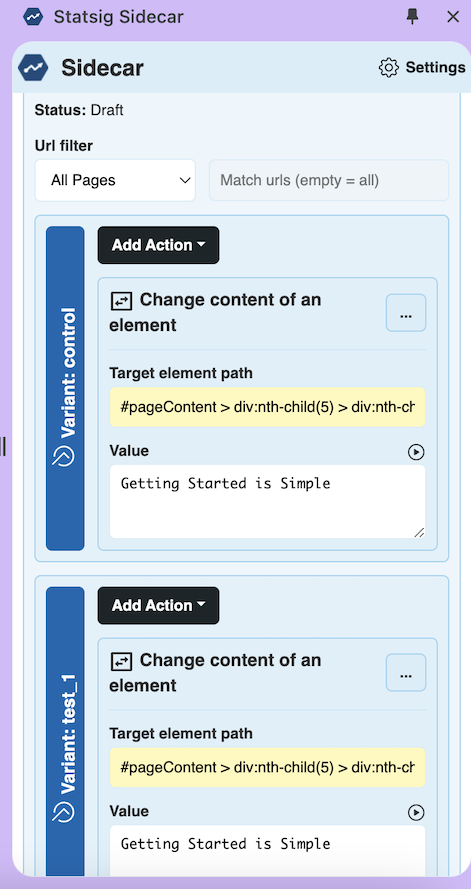 Statsig Sidecar
Sidecar
Settings
Status: Draft
Url filter
All Pages
Match urls (empty = all)
Variant: control
Add Action
Change content of an
element
...
Target element path
#pageContent > div:nth-child(5) > div:nth-ch
Value
Getting Started is Simple
Variant: test_1
Add Action
Change content of an
element
...
Target element path
#pageContent > div:nth-child(5) > div:nth-ch
Value
Getting Started is Simple